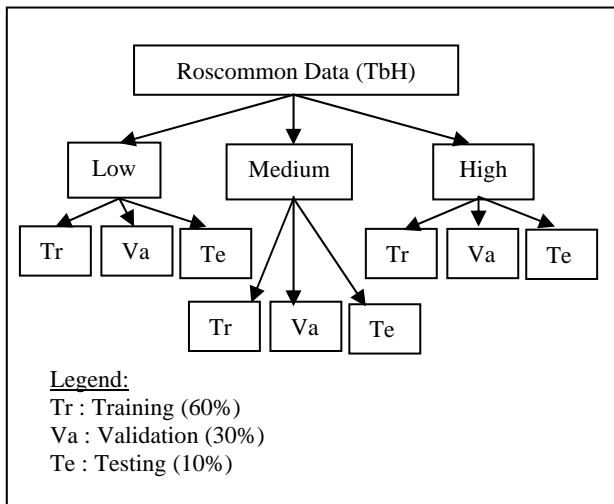 Roscommon Data (TbH)
Low Medium High
Tr Va Te Tr Va Te
Tr Va Te
Legend:
Tr : Training (60%)
Va : Validation (30%)
Te : Testing (10%)